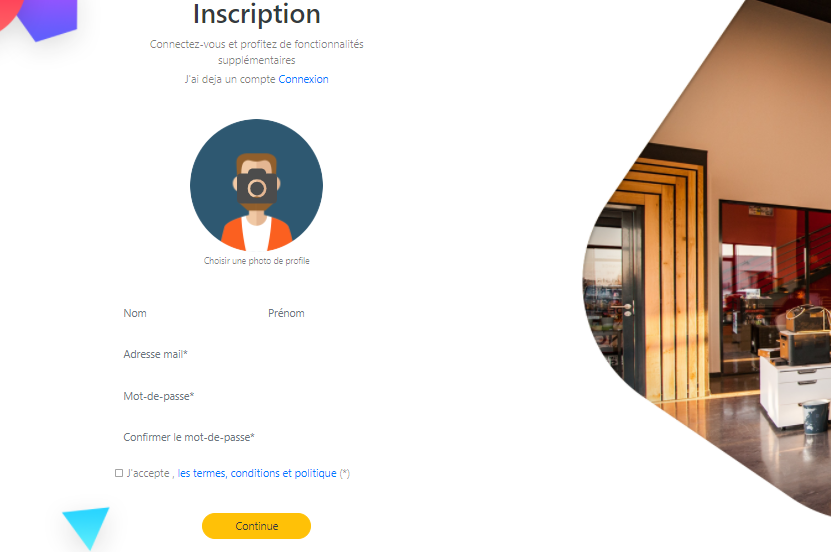 Inscription
Connectez-vous et profitez de fonctionnalités
supplémentaires
J'ai deja un compte Connexion
Choisir une photo de profile
Nom Prénom
Adresse mail*
Mot-de-passe*
Confirmer le mot-de-passe*
J'accepte , les termes, conditions et politique (*)
Continue